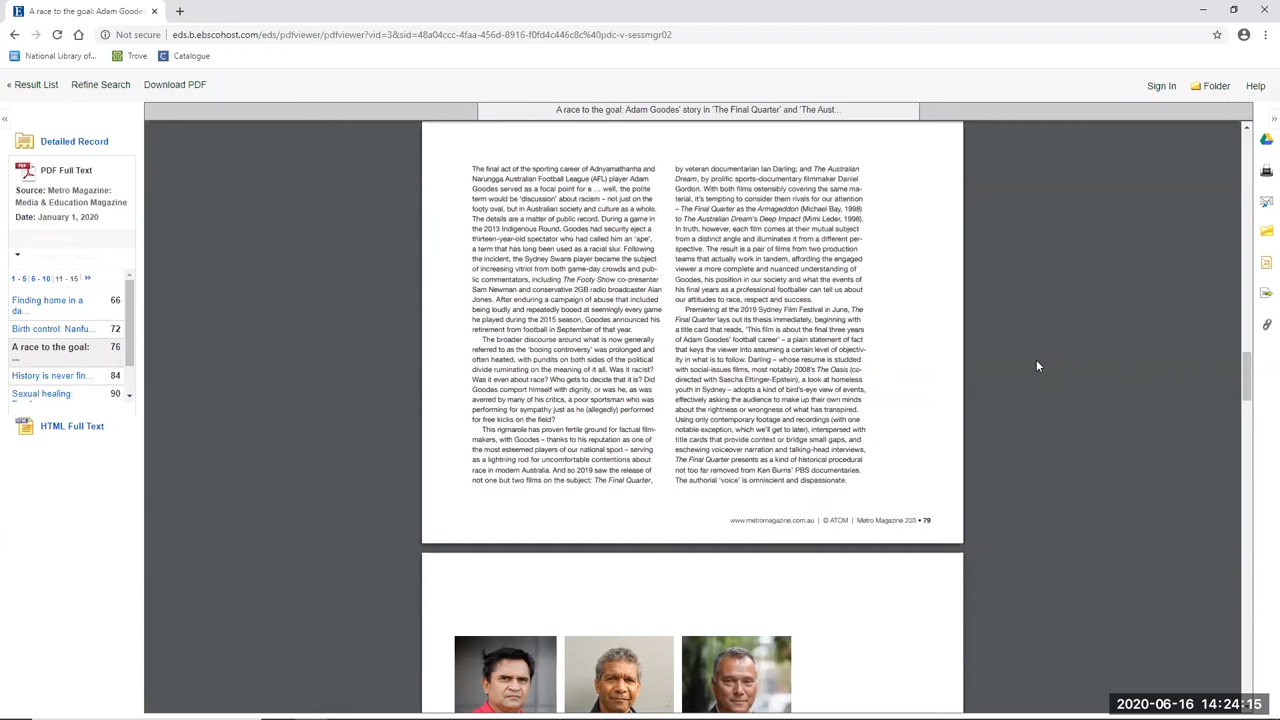 A race to the goal: Adam Goodes
Not secure | eds.b.ebscohost.com/eds/pdfviewer/pdfviewer?vid=3&sid=48a04ccc-4faa-456d-8916-f0fd4c446c8c%40pdc-v-sessmgr02
National Library of... Trove Catalogue
« Result List Refine Search Download PDF Sign In Folder Help
A race to the goal: Adam Goodes' story in 'The Final Quarter' and 'The Aust...
Detailed Record
PDF Full Text
Source: Metro Magazine:
Media & Education Magazine
Date: January 1, 2020
1 - 5 | 6 - 10 | 11 - 15 »
Finding home in a
da... 66
Birth control: Nanfu... 72
A race to the goal:
... 76
History is never fin... 84
Sexual healing: 90
HTML Full Text
The final act of the sporting career of Adnyamathanha and
Narungga Australian Football League (AFL) player Adam
Goodes served as a focal point for a ... well, the polite
term would be 'discussion' about racism – not just on the
footy oval, but in Australian society and culture as a whole.
The details are a matter of public record. During a game in
the 2013 Indigenous Round, Goodes had security eject a
thirteen-year-old spectator who had called him an 'ape',
a term that has long been used as a racial slur. Following
the incident, the Sydney Swans player became the subject
of increasing vitriol from both game-day crowds and pub-
lic commentators, including The Footy Show co-presenter
Sam Newman and conservative 2GB radio broadcaster Alan
Jones. After enduring a campaign of abuse that included
being loudly and repeatedly booed at seemingly every game
he played during the 2015 season, Goodes announced his
retirement from football in September of that year.
The broader discourse around what is now generally
referred to as the 'booing controversy' was prolonged and
often heated, with pundits on both sides of the political
divide ruminating on the meaning of it all. Was it racist?
Was it even about race? Who gets to decide that it is? Did
Goodes comport himself with dignity, or was he, as was
averred by many of his critics, a poor sportsman who was
performing for sympathy just as he (allegedly) performed
for free kicks on the field?
This rigmarole has proven fertile ground for factual film-
makers, with Goodes – thanks to his reputation as one of
the most esteemed players of our national sport – serving
as a lightning rod for uncomfortable contentions about
race in modern Australia. And so 2019 saw the release of
not one but two films on the subject: The Final Quarter,
by veteran documentarian Ian Darling; and The Australian
Dream, by prolific sports-documentary filmmaker Daniel
Gordon. With both films ostensibly covering the same ma-
terial, it's tempting to consider them rivals for our attention
– The Final Quarter as the Armageddon (Michael Bay, 1998)
to The Australian Dream's Deep Impact (Mimi Leder, 1998).
In truth, however, each film comes at their mutual subject
from a distinct angle and illuminates it from a different per-
spective. The result is a pair of films from two production
teams that actually work in tandem, affording the engaged
viewer a more complete and nuanced understanding of
Goodes, his position in our society and what the events of
his final years as a professional footballer can tell us about
our attitudes to race, respect and success.
Premiering at the 2019 Sydney Film Festival in June, The
Final Quarter lays out its thesis immediately, beginning with
a title card that reads, 'This film is about the final three years
of Adam Goodes' football career' – a plain statement of fact
that keys the viewer into assuming a certain level of objectiv-
ity in what is to follow. Darling – whose resume is studded
with social-issues films, most notably 2008's The Oasis (co-
directed with Sascha Ettinger-Epstein), a look at homeless
youth in Sydney – adopts a kind of bird's-eye view of events,
effectively asking the audience to make up their own minds
about the rightness or wrongness of what has transpired.
Using only contemporary footage and recordings (with one
notable exception, which we'll get to later), interspersed with
title cards that provide context or bridge small gaps, and
eschewing voiceover narration and talking-head interviews,
The Final Quarter presents as a kind of historical procedural
not too far removed from Ken Burns' PBS documentaries.
The authorial 'voice' is omniscient and dispassionate.
www.metromagazine.com.au | © ATOM | Metro Magazine 203 • 79
2020-06-16 14:24:15